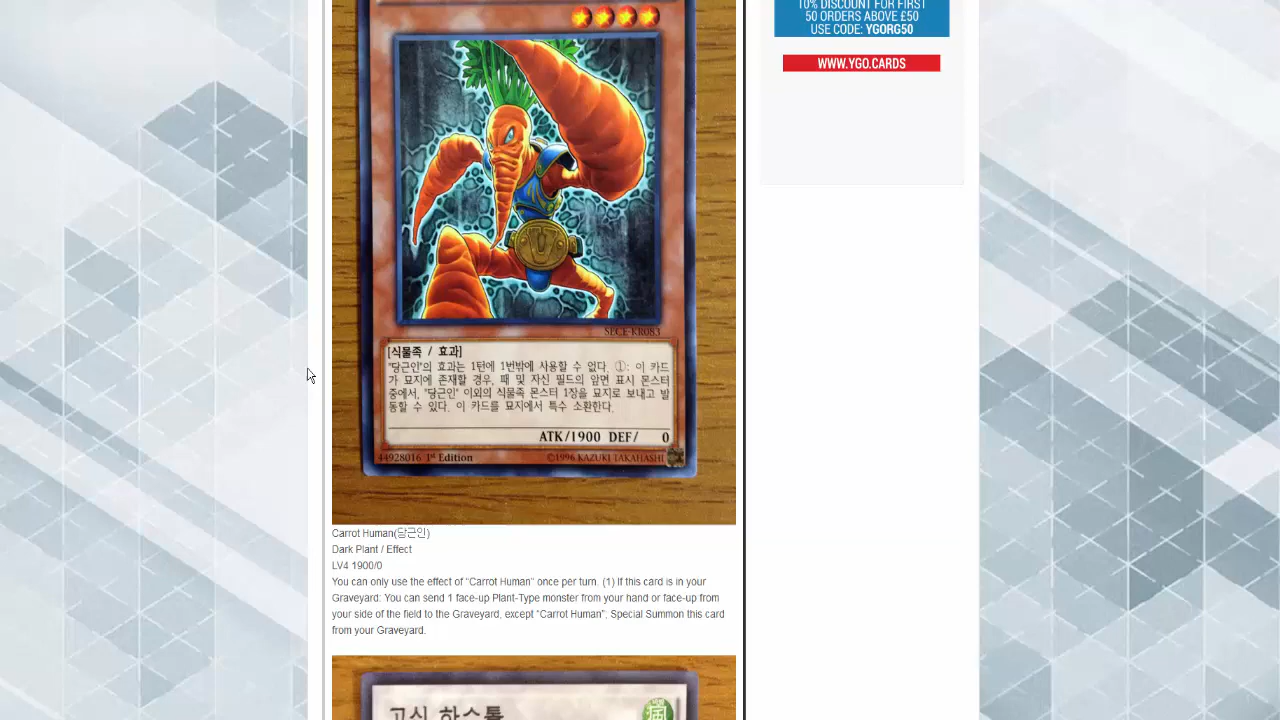 10% DISCOUNT FOR FIRST
50 ORDERS ABOVE £50
USE CODE: YGORG50
WWW.YGO.CARDS
SECE-KR083
[식물족 / 효과]
"당근인"의 효과는 1턴에 1번밖에 사용할 수 없다. ①: 이 카드
가 묘지에 존재할 경우, 패 및 자신 필드의 앞면 표시 몬스터
중에서, "당근인" 이외의 식물족 몬스터 1장을 묘지로 보내고 발
동할 수 있다. 이 카드를 묘지에서 특수 소환한다.
ATK/1900 DEF/ 0
44928016 1st Edition ©1996 KAZUKI TAKAHASHI
Carrot Human(당근인)
Dark Plant / Effect
LV4 1900/0
You can only use the effect of “Carrot Human” once per turn. (1) If this card is in your
Graveyard: You can send 1 face-up Plant-Type monster from your hand or face-up from
your side of the field to the Graveyard, except “Carrot Human”; Special Summon this card
from your Graveyard.